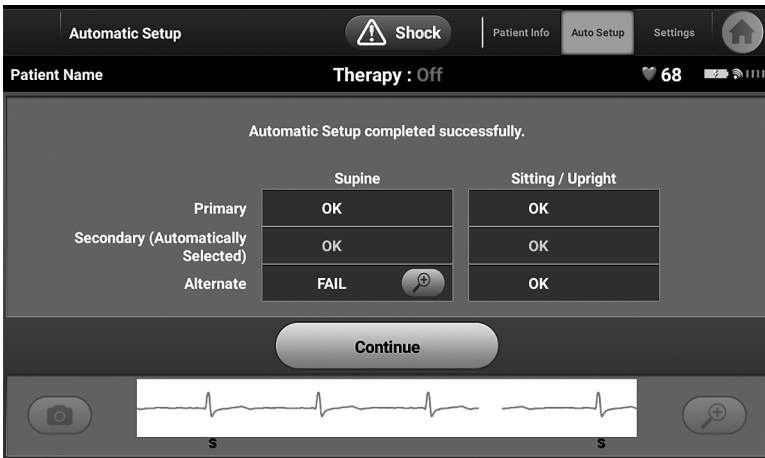 Automatic Setup
Shock
Patient Info
Auto Setup
Settings
Patient Name
Therapy : Off
68
Automatic Setup completed successfully.
Supine
Sitting / Upright
Primary
OK
OK
Secondary (Automatically
Selected)
OK
OK
Alternate
FAIL
OK
Continue
S
S